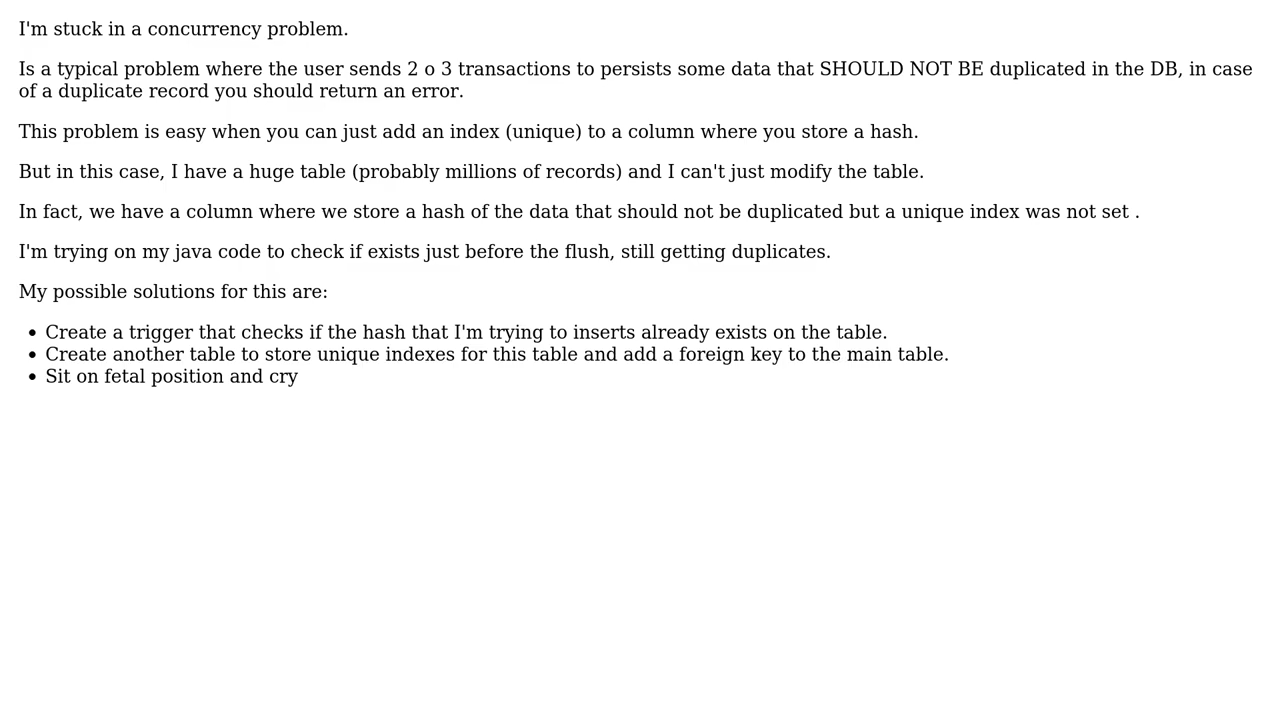 I'm stuck in a concurrency problem.
Is a typical problem where the user sends 2 o 3 transactions to persists some data that SHOULD NOT BE duplicated in the DB, in case
of a duplicate record you should return an error.
This problem is easy when you can just add an index (unique) to a column where you store a hash.
But in this case, I have a huge table (probably millions of records) and I can't just modify the table.
In fact, we have a column where we store a hash of the data that should not be duplicated but a unique index was not set .
I'm trying on my java code to check if exists just before the flush, still getting duplicates.
My possible solutions for this are:
• Create a trigger that checks if the hash that I'm trying to inserts already exists on the table.
• Create another table to store unique indexes for this table and add a foreign key to the main table.
• Sit on fetal position and cry